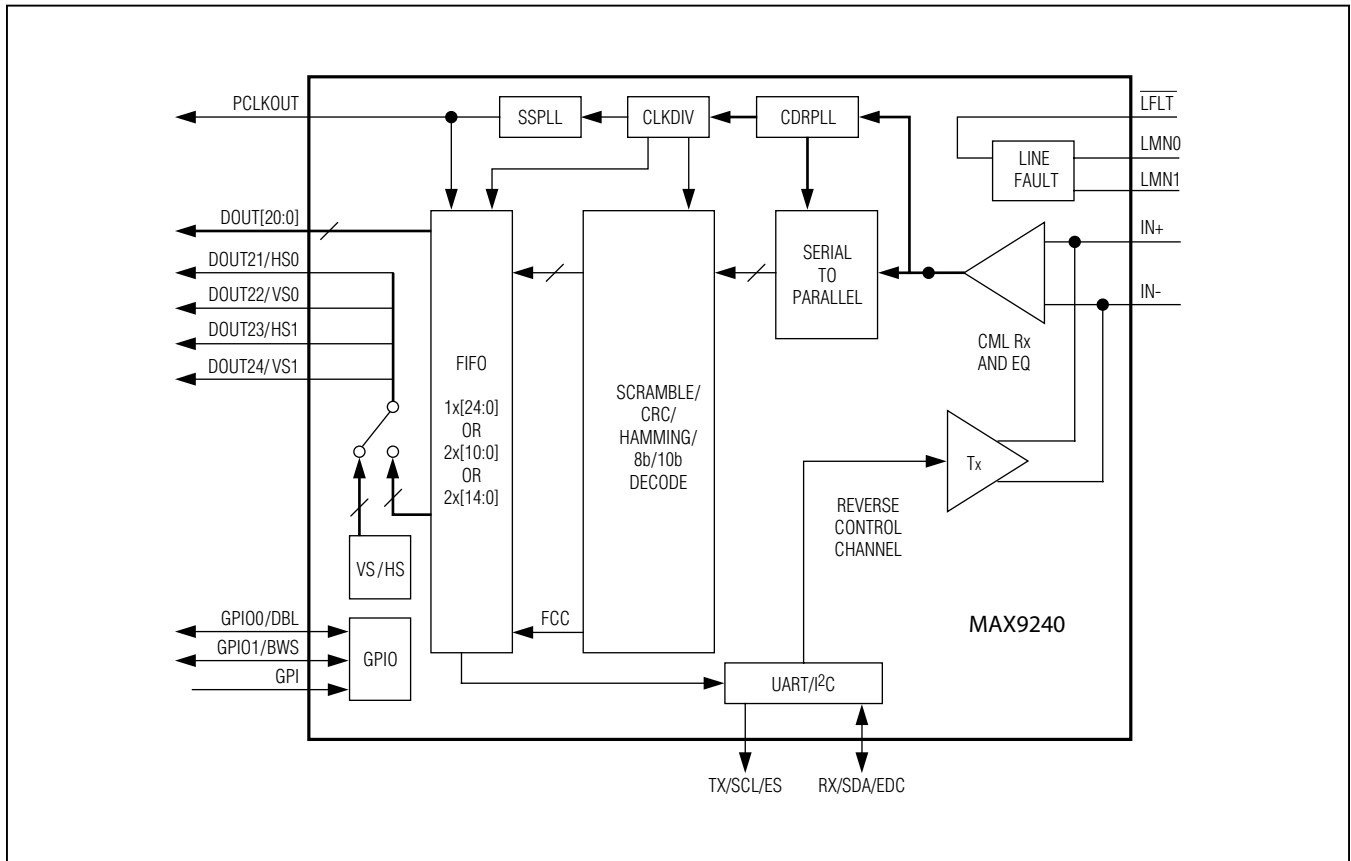 PCLKOUT
SSPLL
CLKDIV
CDRPLL
LFLT
LINE
FAULT
LMN0
LMN1
DOUT[20:0]
DOUT21/HS0
DOUT22/VS0
DOUT23/HS1
DOUT24/VS1
FIFO
1x[24:0]
OR
2x[10:0]
OR
2x[14:0]
SCRAMBLE/
CRC/
HAMMING/
8b/10b
DECODE
SERIAL
TO
PARALLEL
IN+
IN-
CML Rx
AND EQ
Tx
REVERSE
CONTROL
CHANNEL
VS/HS
GPIO0/DBL
GPIO1/BWS
GPI
GPIO
FCC
MAX9240
UART/I²C
TX/SCL/ES
RX/SDA/EDC